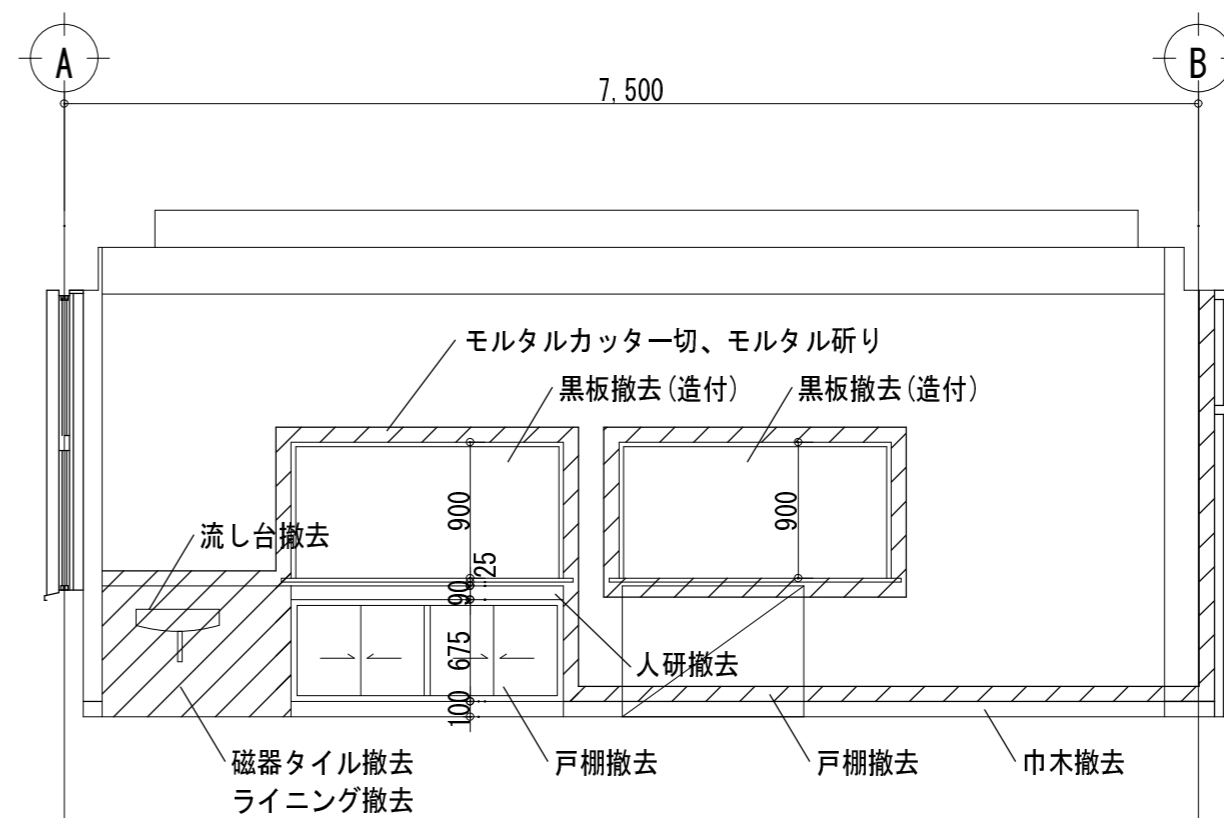 A
B
7,500
モルタルカッター切、モルタル斫り
黒板撤去(造付)
黒板撤去(造付)
900
900
流し台撤去
25
90
675
人研撤去
100
磁器タイル撤去
ライニング撤去
戸棚撤去
戸棚撤去
巾木撤去